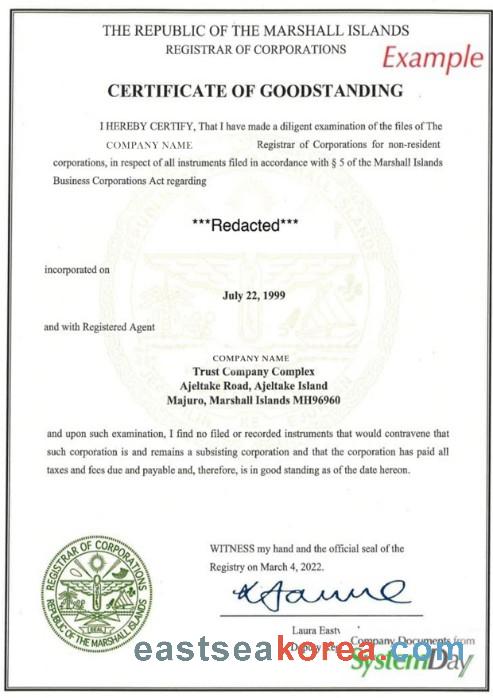 THE REPUBLIC OF THE MARSHALL ISLANDS
REGISTRAR OF CORPORATIONS
Example
CERTIFICATE OF GOODSTANDING
I HEREBY CERTIFY, That I have made a diligent examination of the files of The
COMPANY NAME Registrar of Corporations for non-resident
corporations, in respect of all instruments filed in accordance with § 5 of the Marshall Islands
Business Corporations Act regarding
***Redacted***
incorporated on
July 22, 1999
and with Registered Agent
COMPANY NAME
Trust Company Complex
Ajeltake Road, Ajeltake Island
Majuro, Marshall Islands MH96960
and upon such examination, I find no filed or recorded instruments that would contravene that
such corporation is and remains a subsisting corporation and that the corporation has paid all
taxes and fees due and payable and, therefore, is in good standing as of the date hereon.
WITNESS my hand and the official seal of the
Registry on March 4, 2022.
REGISTRAR OF CORPORATIONS
SEAL
REPUBLIC OF THE MARSHALL ISLANDS
Laura
Company Documents from
eastseakorea.com
SystemDay